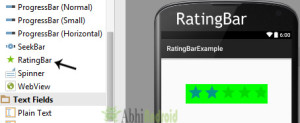 ProgressBar (Normal)
ProgressBar (Small)
ProgressBar (Horizontal)
SeekBar
RatingBar
Spinner
WebView
Text Fields
Plain Text
RatingBar
6:00
RatingBarExample
Abhiandroid